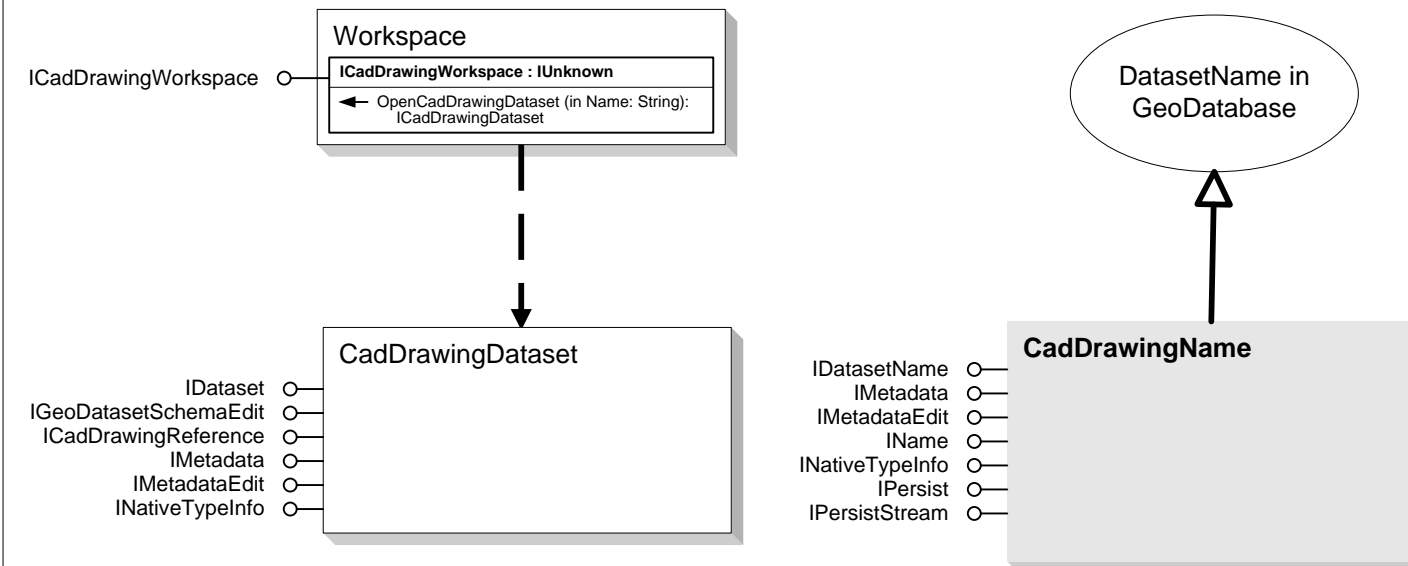 Workspace
ICadDrawingWorkspace
ICadDrawingWorkspace : IUnknown
OpenCadDrawingDataset (in Name: String):
ICadDrawingDataset
DatasetName in
GeoDatabase
CadDrawingDataset
IDataset
IGeoDatasetSchemaEdit
ICadDrawingReference
IMetadata
IMetadataEdit
INativeTypeInfo
CadDrawingName
IDatasetName
IMetadata
IMetadataEdit
IName
INativeTypeInfo
IPersist
IPersistStream